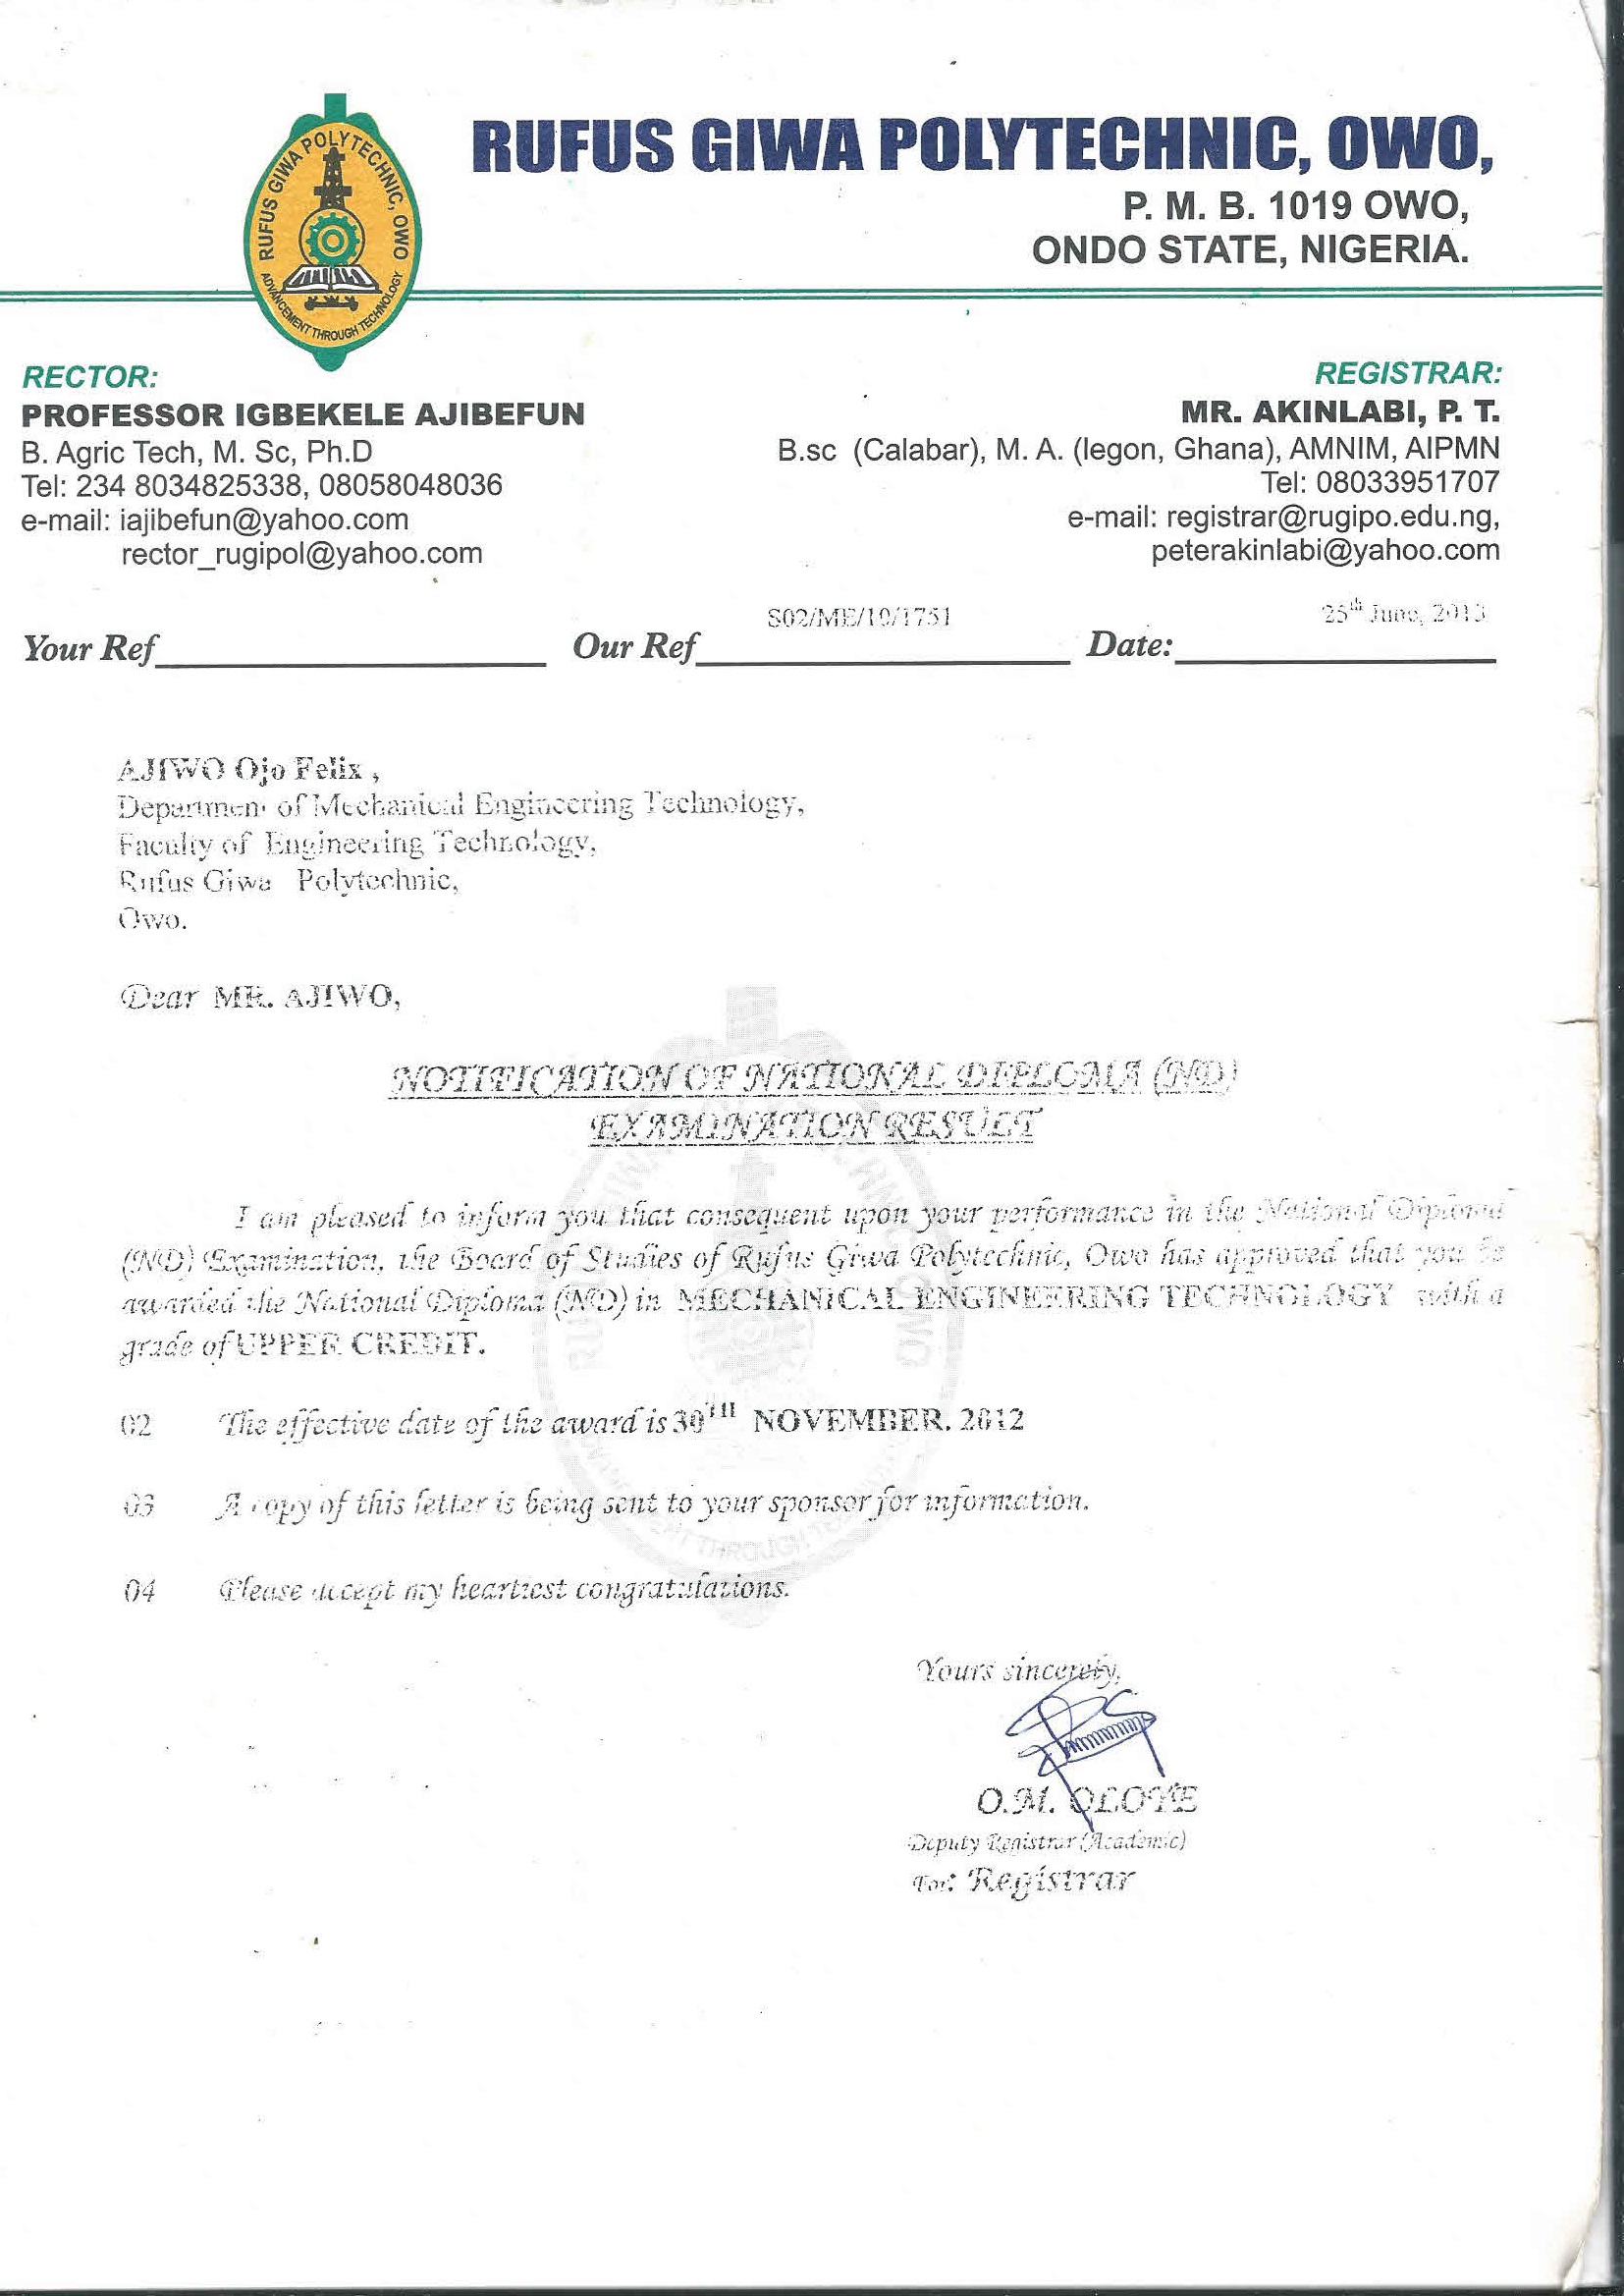 RUFUS GIWA POLYTECHNIC, OWO
ADVANCEMENT THROUGH TECHNOLOGY
RUFUS GIWA POLYTECHNIC, OWO,
P. M. B. 1019 OWO,
ONDO STATE, NIGERIA.
RECTOR:
PROFESSOR IGBEKELE AJIBEFUN
B. Agric Tech, M. Sc, Ph.D
Tel: 234 8034825338, 08058048036
e-mail: iajibefun@yahoo.com
rector_rugipol@yahoo.com
REGISTRAR:
MR. AKINLABI, P. T.
B.sc (Calabar), M. A. (legon, Ghana), AMNIM, AIPMN
Tel: 08033951707
e-mail: registrar@rugipo.edu.ng,
peterakinlabi@yahoo.com
Your Ref Our Ref S02/ME/10/1751 Date: 25th June, 2013
AJIWO Ojo Felix ,
Department of Mechanical Engineering Technology,
Faculty of Engineering Technology,
Rufus Giwa Polytechnic,
Owo.
Dear MR. AJIWO,
NOTIFICATION OF NATIONAL DIPLOMA (ND)
EXAMINATION RESULT
I am pleased to inform you that consequent upon your performance in the National Diploma
(ND) Examination, the Board of Studies of Rufus Giwa Polytechnic, Owo has approved that you be
awarded the National Diploma (ND) in MECHANICAL ENGINEERING TECHNOLOGY with a
grade of UPPER CREDIT.
02 The effective date of the award is 30TH NOVEMBER. 2012
03 A copy of this letter is being sent to your sponsor for information.
04 Please accept my heartiest congratulations.
Yours sincerely,
O.M. OLOYE
Deputy Registrar (Academic)
For: Registrar